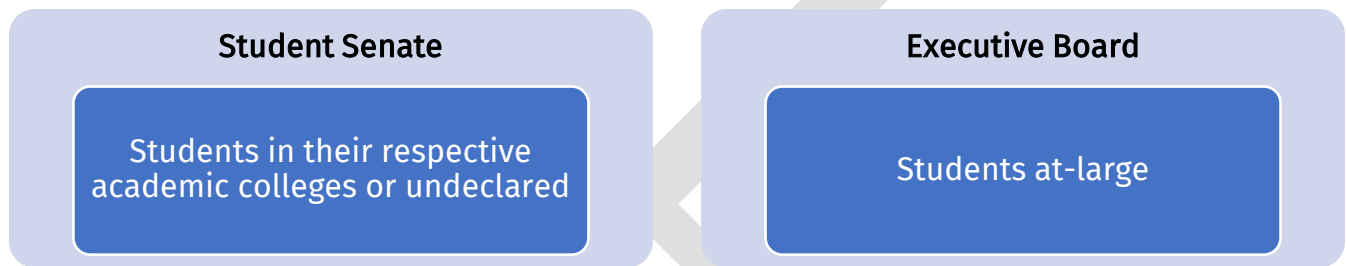 Student Senate
Students in their respective
academic colleges or undeclared
Executive Board
Students at-large